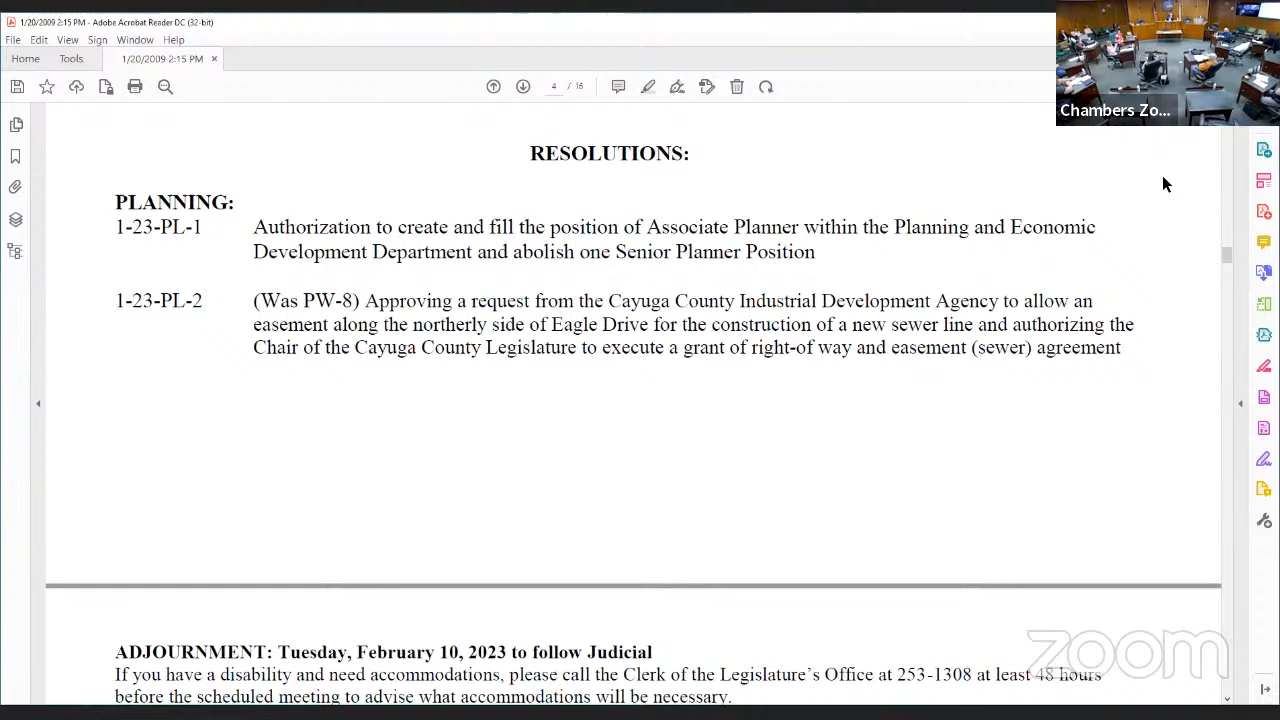 1/20/2009 2:15 PM - Adobe Acrobat Reader DC (32-bit)
File Edit View Sign Window Help
Home Tools 1/20/2009 2:15 PM ×
4 / 16
Chambers Zo...
RESOLUTIONS:
PLANNING:
1-23-PL-1 Authorization to create and fill the position of Associate Planner within the Planning and Economic
Development Department and abolish one Senior Planner Position
1-23-PL-2 (Was PW-8) Approving a request from the Cayuga County Industrial Development Agency to allow an
easement along the northerly side of Eagle Drive for the construction of a new sewer line and authorizing the
Chair of the Cayuga County Legislature to execute a grant of right-of way and easement (sewer) agreement
ADJOURNMENT: Tuesday, February 10, 2023 to follow Judicial
If you have a disability and need accommodations, please call the Clerk of the Legislature's Office at 253-1308 at least 48 hours
before the scheduled meeting to advise what accommodations will be necessary.
zoom